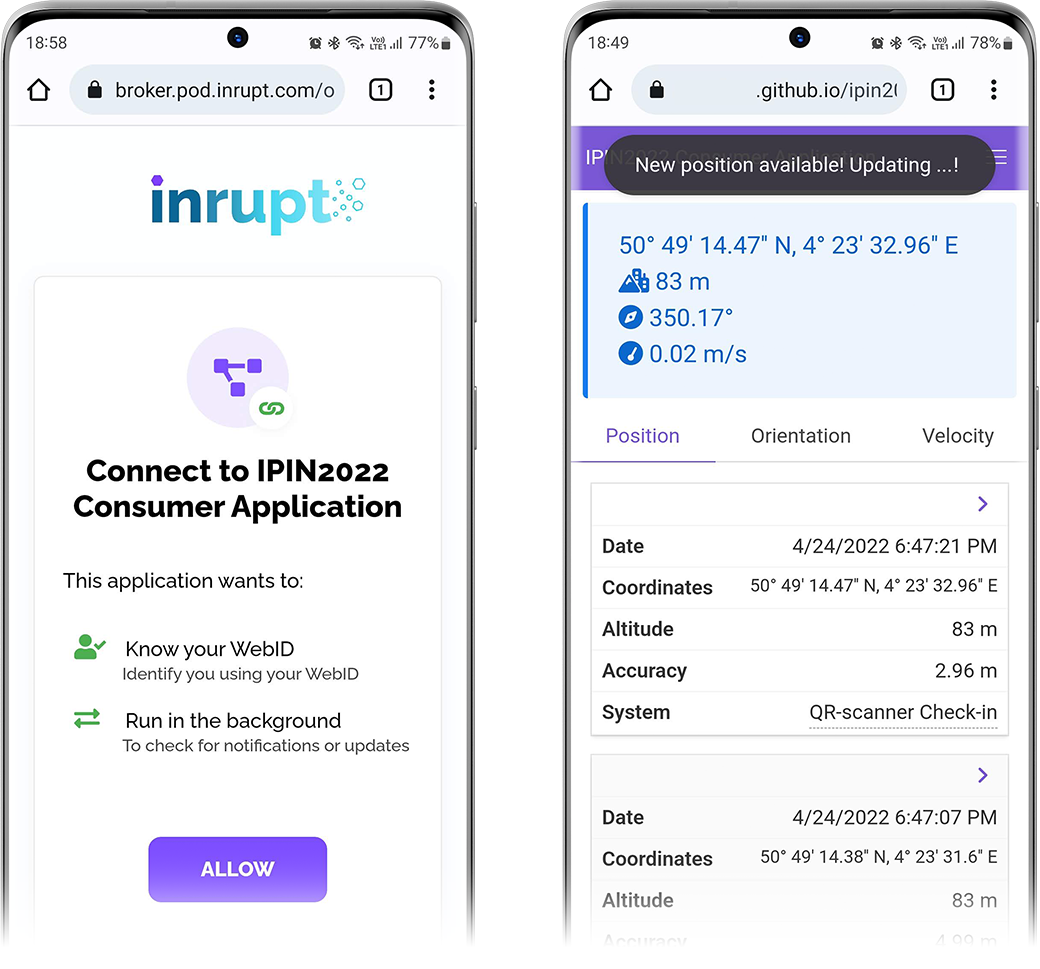 18:58
Vo)) LTE1 77%
broker.pod.inrupt.com/o
1
inrupt
Connect to IPIN2022
Consumer Application
This application wants to:
Know your WebID
Identify you using your WebID
Run in the background
To check for notifications or updates
ALLOW
18:49
Vo)) LTE1 78%
.github.io/ipin20
1
IPIN2022 Consumer Application
New position available! Updating ...!
50° 49' 14.47" N, 4° 23' 32.96" E
83 m
350.17°
0.02 m/s
Position Orientation Velocity
Date 4/24/2022 6:47:21 PM
Coordinates 50° 49' 14.47" N, 4° 23' 32.96" E
Altitude 83 m
Accuracy 2.96 m
System QR-scanner Check-in
Date 4/24/2022 6:47:07 PM
Coordinates 50° 49' 14.38" N, 4° 23' 31.6" E
Altitude 83 m
Accuracy 4.99 m